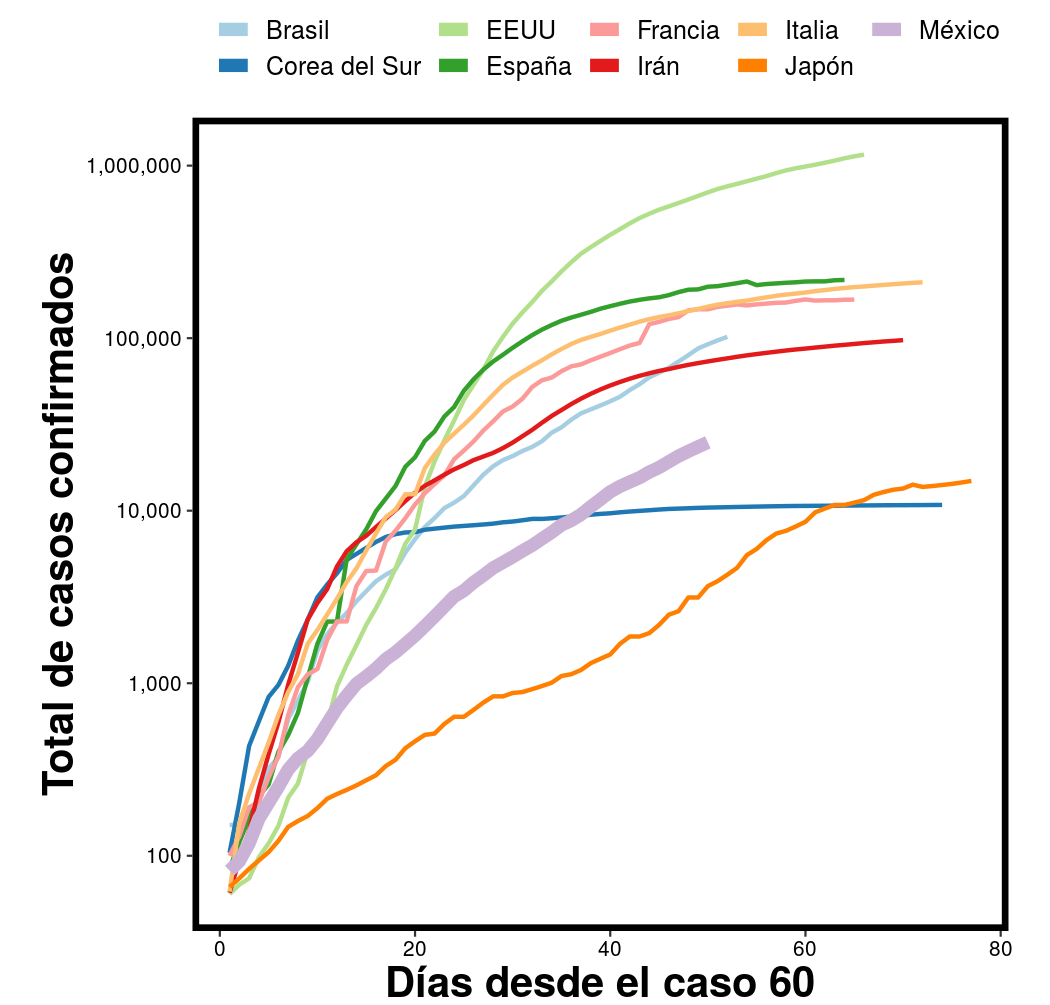 Brasil EEUU Francia Italia México
Corea del Sur España Irán Japón
1,000,000
100,000
10,000
1,000
100
Total de casos confirmados
0 20 40 60 80
Días desde el caso 60